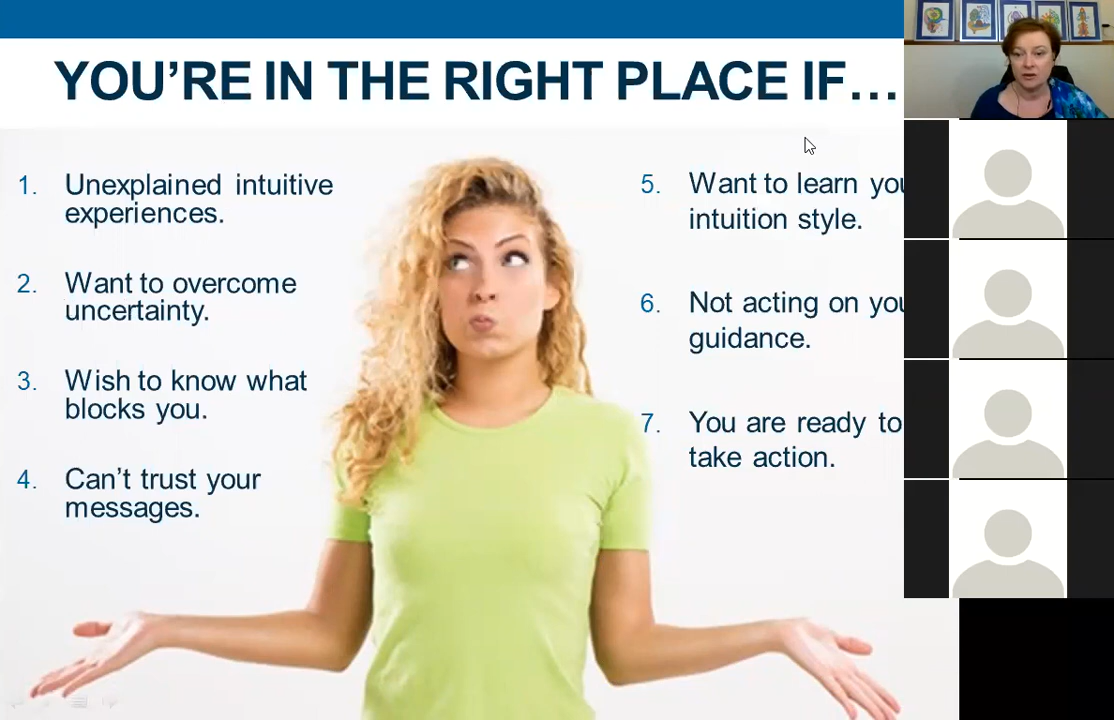 YOU'RE IN THE RIGHT PLACE IF…
1. Unexplained intuitive
experiences.
2. Want to overcome
uncertainty.
3. Wish to know what
blocks you.
4. Can't trust your
messages.
5. Want to learn you
intuition style.
6. Not acting on you
guidance.
7. You are ready to
take action.